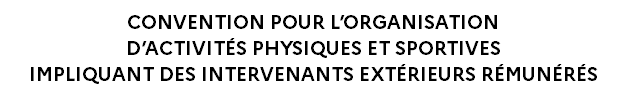 CONVENTION POUR L’ORGANISATION
D’ACTIVITÉS PHYSIQUES ET SPORTIVES
IMPLIQUANT DES INTERVENANTS EXTÉRIEURS RÉMUNÉRÉS